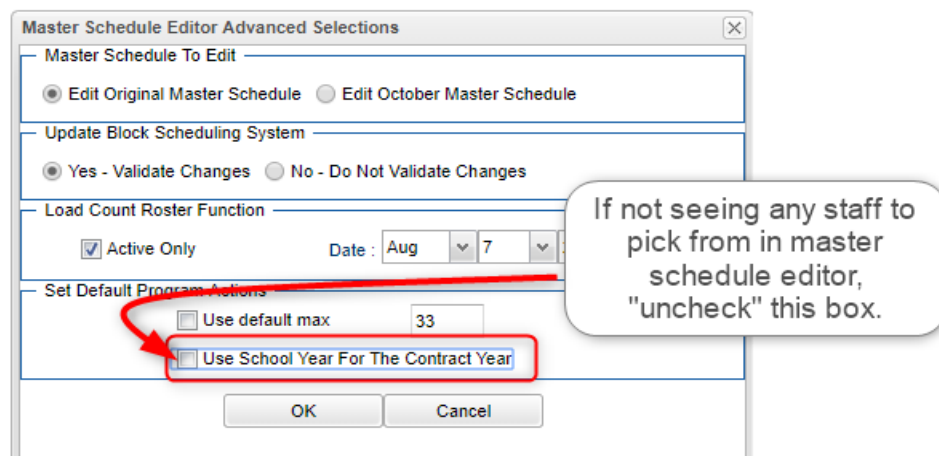 Master Schedule Editor Advanced Selections
Master Schedule To Edit
Edit Original Master Schedule Edit October Master Schedule
Update Block Scheduling System
Yes - Validate Changes No - Do Not Validate Changes
Load Count Roster Function
Active Only Date : Aug 7
Set Default Program Actions
Use default max 33
Use School Year For The Contract Year
OK Cancel
If not seeing any staff to
pick from in master
schedule editor,
"uncheck" this box.